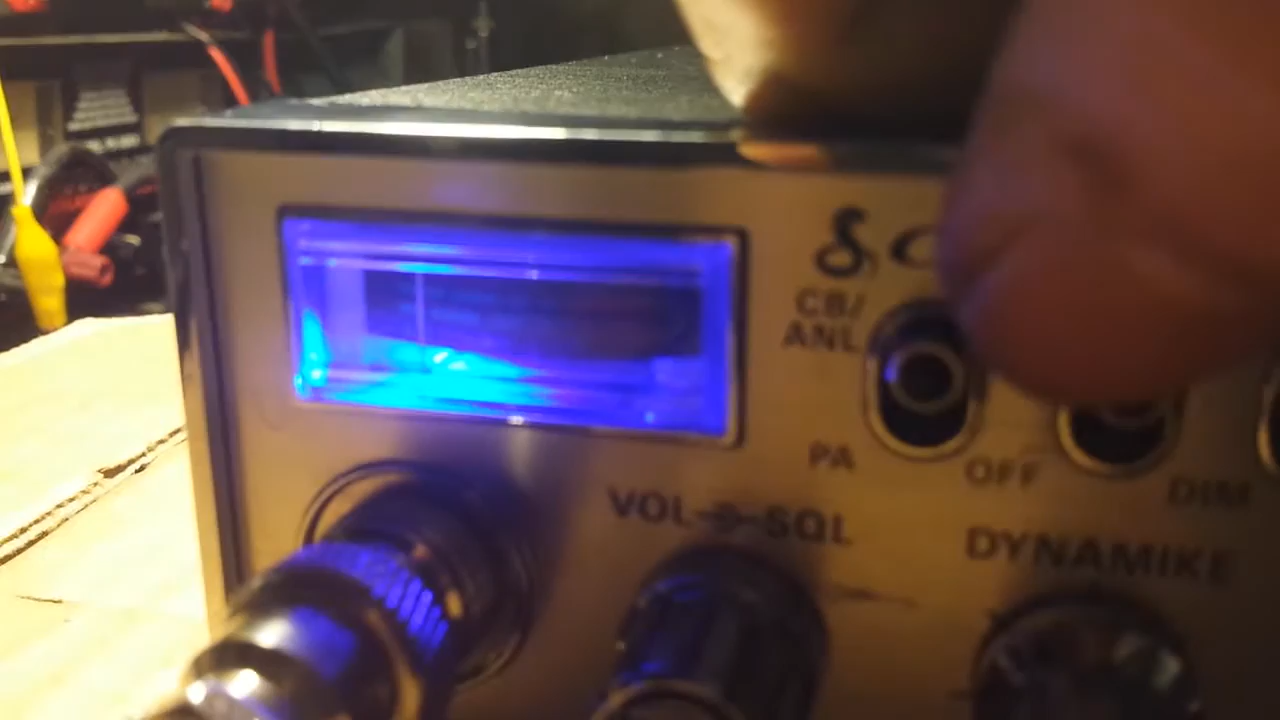 CB/
ANL
PA
OFF
DIM
VOL SQL
DYNAMIKE